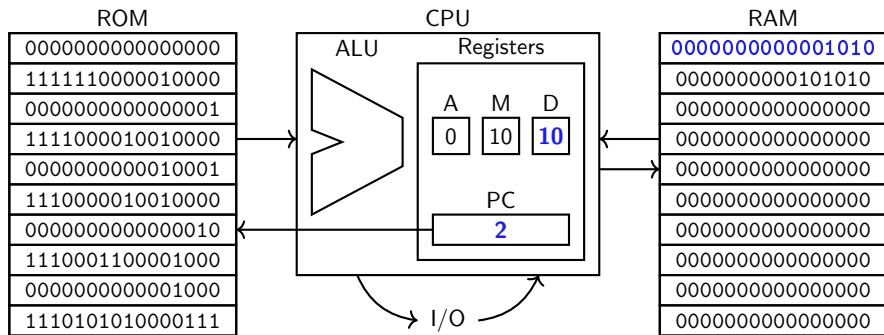 ROM
0000000000000000
1111110000010000
0000000000000001
1111000010010000
0000000000010001
1110000010010000
0000000000000010
1110001100001000
0000000000001000
1110101010000111
CPU
ALU
Registers
A M D
0 10 10
PC
2
I/O
RAM
0000000000001010
0000000000101010
0000000000000000
0000000000000000
0000000000000000
0000000000000000
0000000000000000
0000000000000000
0000000000000000
0000000000000000